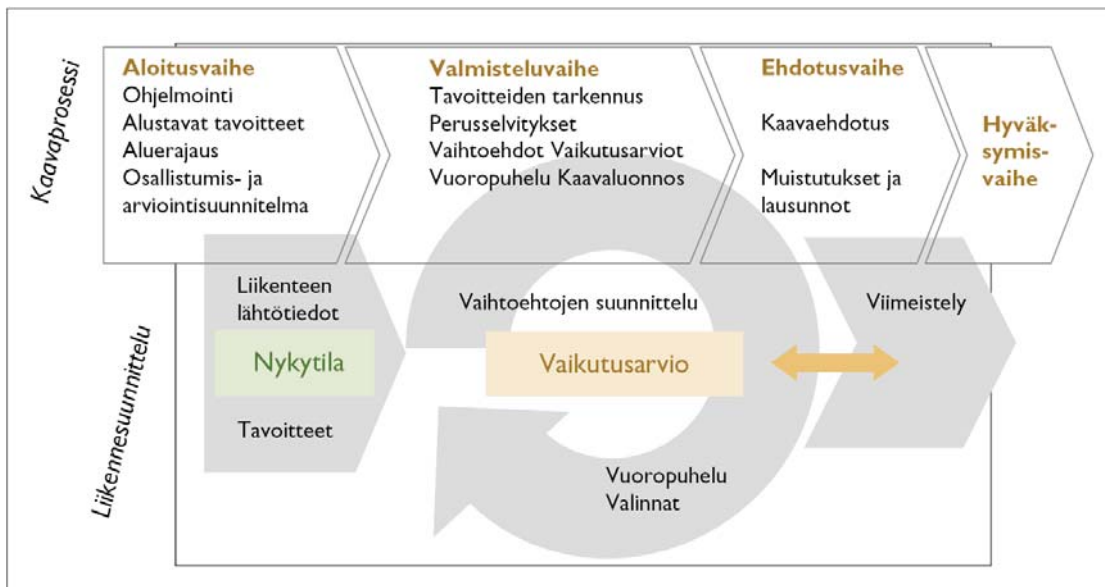 Kaavaprosessi
Aloitusvaihe
Ohjelmointi
Alustavat tavoitteet
Aluerajaus
Osallistumis- ja
arviointisuunnitelma
Valmisteluvaihe
Tavoitteiden tarkennus
Perusselvitykset
Vaihtoehdot Vaikutusarviot
Vuoropuhelu Kaavaluonnos
Ehdotusvaihe
Kaavaehdotus
Muistutukset ja
lausunnot
Hyväk-
symis-
vaihe
Liikennesuunnittelu
Liikenteen
lähtötiedot
Nykytila
Tavoitteet
Vaihtoehtojen suunnittelu
Vaikutusarvio
Vuoropuhelu
Valinnat
Viimeistely